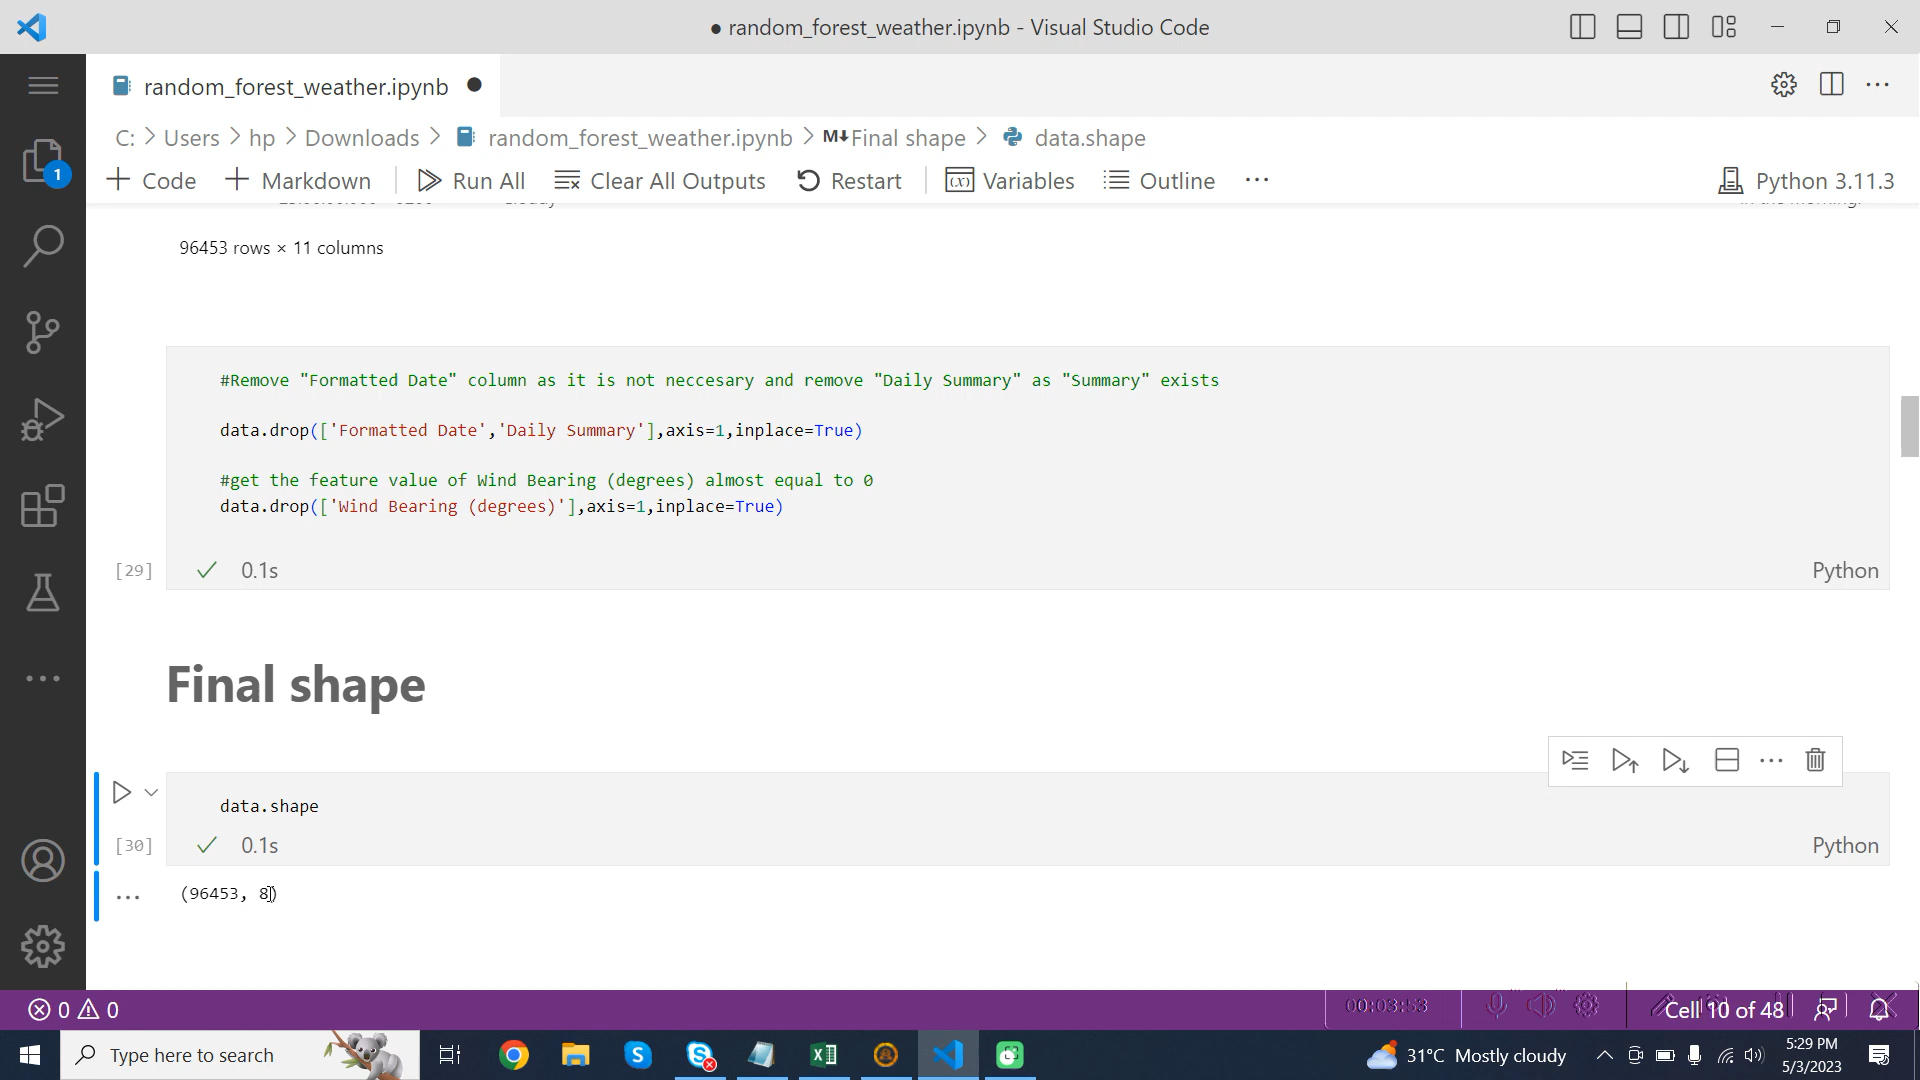 ● random_forest_weather.ipynb - Visual Studio Code
random_forest_weather.ipynb ●
C: > Users > hp > Downloads > random_forest_weather.ipynb > M↓Final shape > data.shape
+ Code + Markdown Run All Clear All Outputs Restart Variables Outline ... Python 3.11.3
96453 rows × 11 columns
#Remove "Formatted Date" column as it is not neccesary and remove "Daily Summary" as "Summary" exists
data.drop(['Formatted Date','Daily Summary'],axis=1,inplace=True)
#get the feature value of Wind Bearing (degrees) almost equal to 0
data.drop(['Wind Bearing (degrees)'],axis=1,inplace=True)
[29] ✓ 0.1s Python
Final shape
data.shape
[30] ✓ 0.1s Python
... (96453, 8)
1
0 0
00:03:53
Cell 10 of 48
Type here to search
31°C Mostly cloudy
5:29 PM
5/3/2023